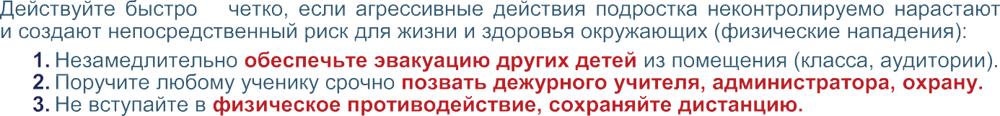 Действуйте быстро четко, если агрессивные действия подростка неконтролируемо нарастают
и создают непосредственный риск для жизни и здоровья окружающих (физические нападения):
1. Незамедлительно обеспечьте эвакуацию других детей из помещения (класса, аудитории).
2. Поручите любому ученику срочно позвать дежурного учителя, администратора, охрану.
3. Не вступайте в физическое противодействие, сохраняйте дистанцию.